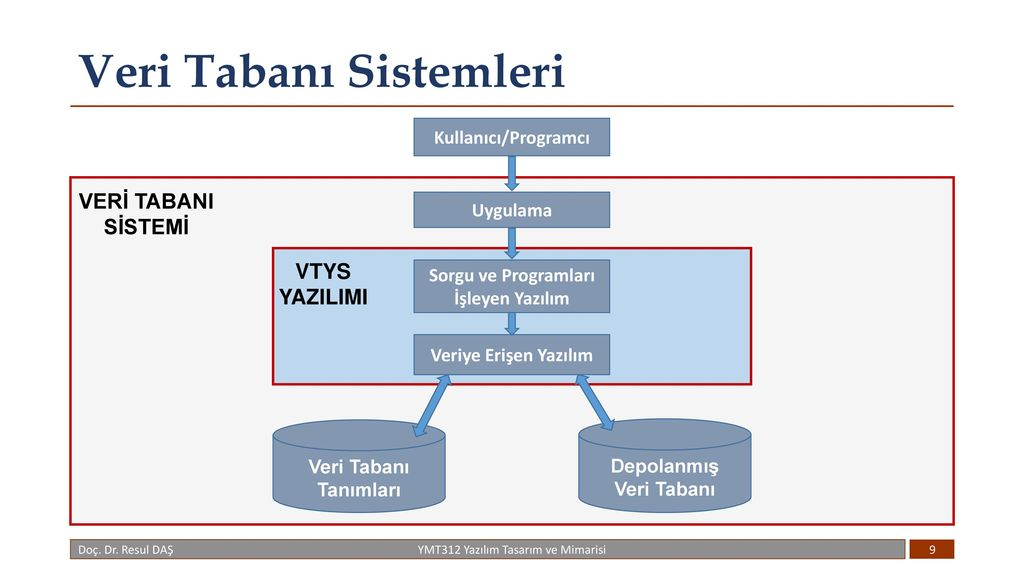 Veri Tabanı Sistemleri
Kullanıcı/Programcı
VERİ TABANI
SİSTEMİ
Uygulama
VTYS
YAZILIMI
Sorgu ve Programları
İşleyen Yazılım
Veriye Erişen Yazılım
Veri Tabanı
Tanımları
Depolanmış
Veri Tabanı
Doç. Dr. Resul DAŞ
YMT312 Yazılım Tasarım ve Mimarisi
9